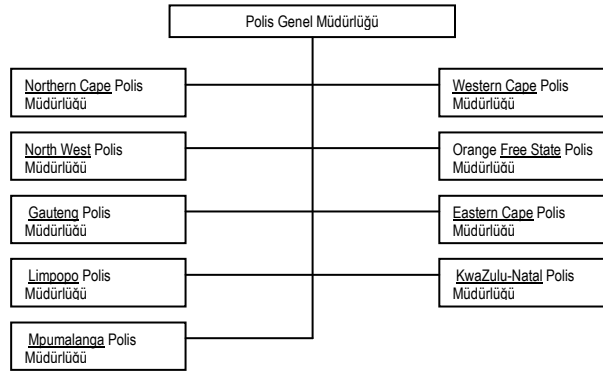 Polis Genel Müdürlüğü
Northern Cape Polis
Müdürlüğü
Western Cape Polis
Müdürlüğü
North West Polis
Müdürlüğü
Orange Free State Polis
Müdürlüğü
Gauteng Polis
Müdürlüğü
Eastern Cape Polis
Müdürlüğü
Limpopo Polis
Müdürlüğü
KwaZulu-Natal Polis
Müdürlüğü
Mpumalanga Polis
Müdürlüğü